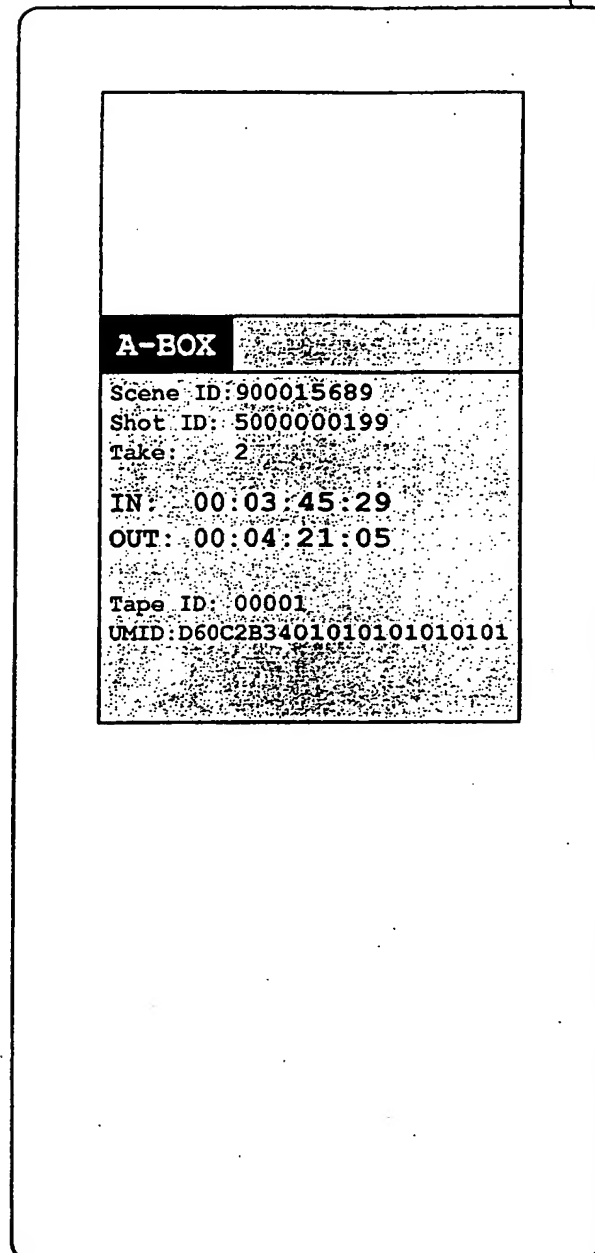 A-BOX
Scene ID:900015689
Shot ID: 5000000199
Take: 2
IN: 00:03:45:29
OUT: 00:04:21:05
Tape ID: 00001
UMID:D60C2B3401010101010101